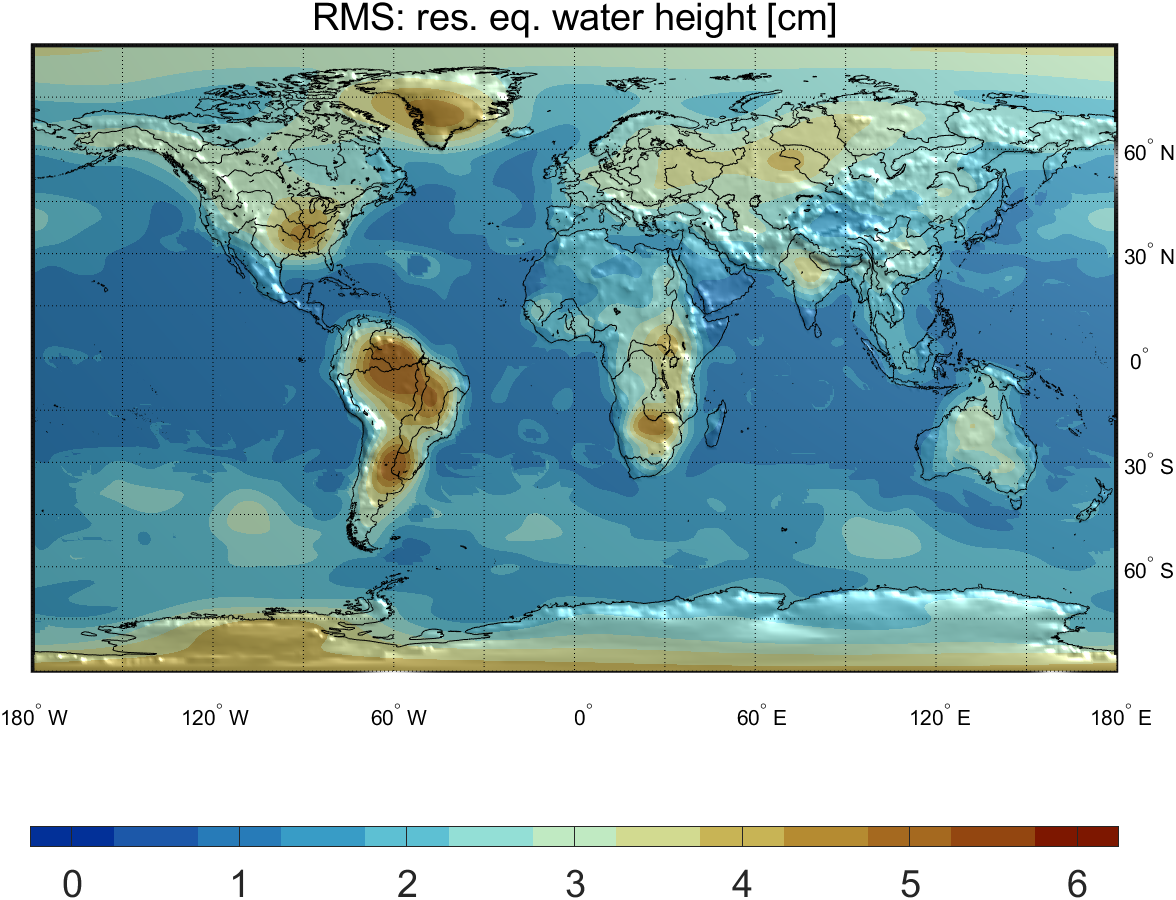 RMS: res. eq. water height [cm]
60° N
30° N
0°
30° S
60° S
180° W 120° W 60° W 0° 60° E 120° E 180° E
0 1 2 3 4 5 6